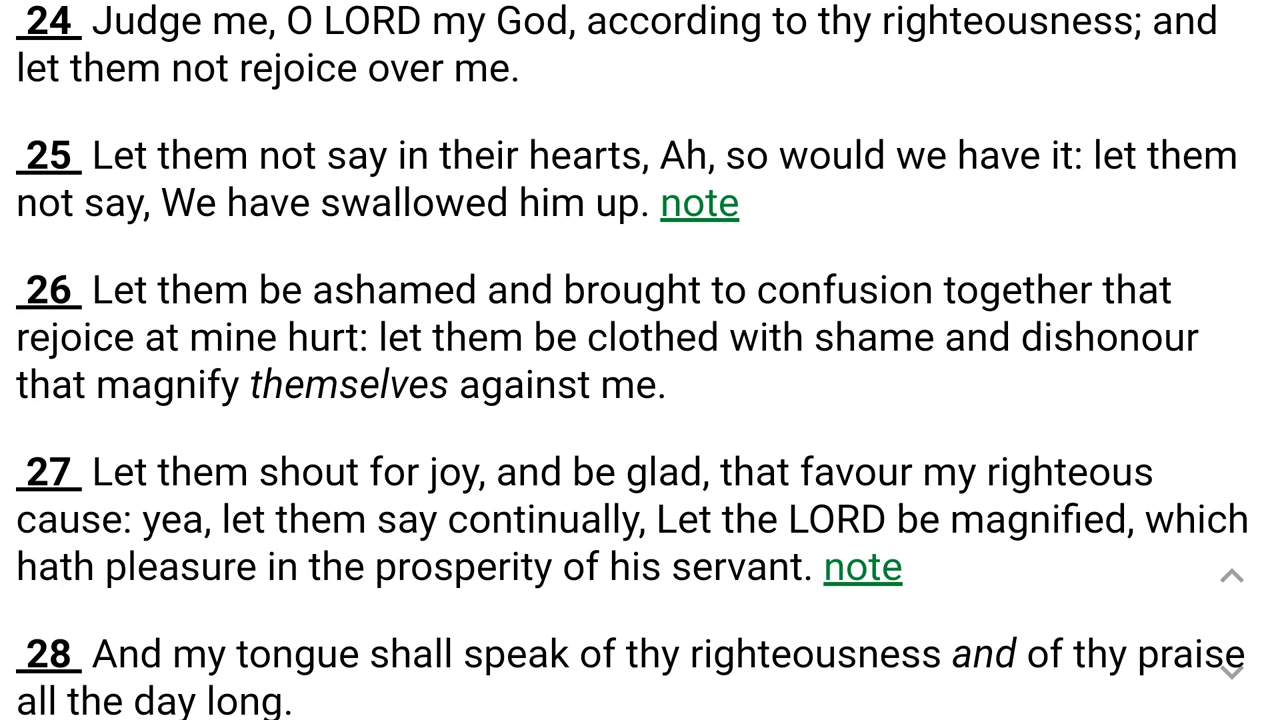 24 Judge me, O LORD my God, according to thy righteousness; and
let them not rejoice over me.
25 Let them not say in their hearts, Ah, so would we have it: let them
not say, We have swallowed him up. note
26 Let them be ashamed and brought to confusion together that
rejoice at mine hurt: let them be clothed with shame and dishonour
that magnify themselves against me.
27 Let them shout for joy, and be glad, that favour my righteous
cause: yea, let them say continually, Let the LORD be magnified, which
hath pleasure in the prosperity of his servant. note
28 And my tongue shall speak of thy righteousness and of thy praise
all the day long.